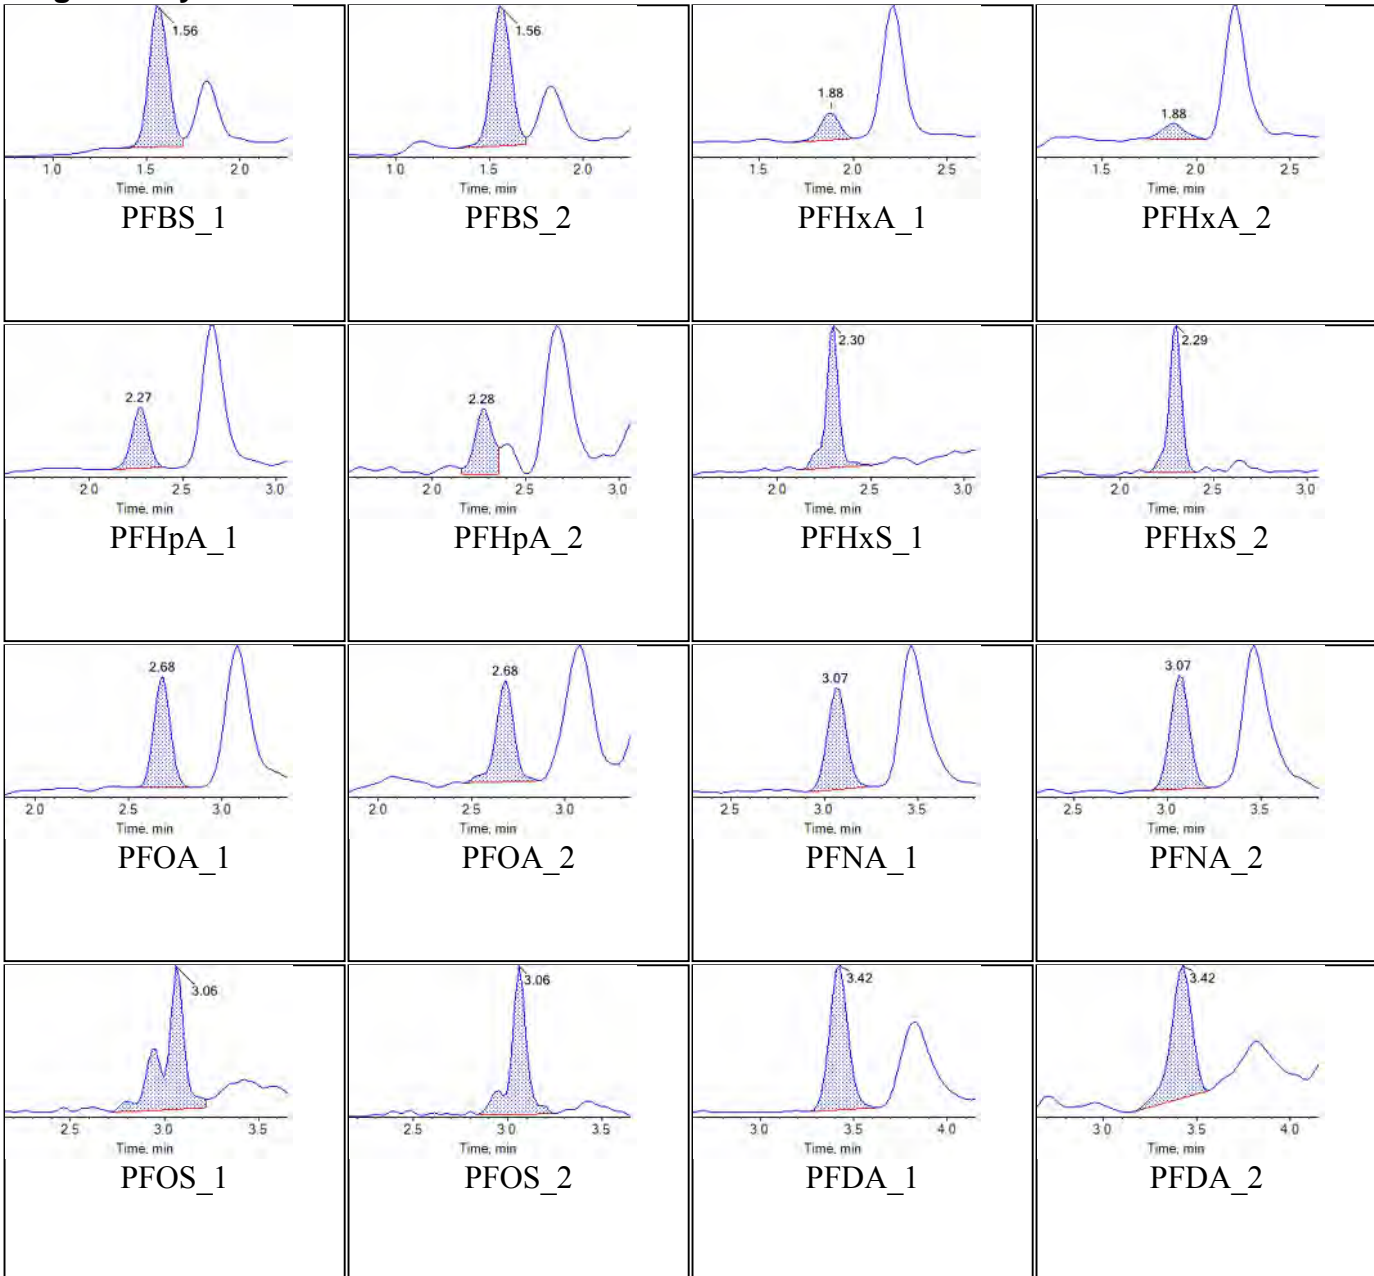 1.56
1.0 1.5 2.0
Time, min
PFBS_1
1.56
1.0 1.5 2.0
Time, min
PFBS_2
1.88
1.5 2.0 2.5
Time, min
PFHxA_1
1.88
1.5 2.0 2.5
Time, min
PFHxA_2
2.27
2.0 2.5 3.0
Time, min
PFHpA_1
2.28
2.0 2.5 3.0
Time, min
PFHpA_2
2.30
2.0 2.5 3.0
Time, min
PFHxS_1
2.29
2.0 2.5 3.0
Time, min
PFHxS_2
2.68
2.0 2.5 3.0
Time, min
PFOA_1
2.68
2.0 2.5 3.0
Time, min
PFOA_2
3.07
2.5 3.0 3.5
Time, min
PFNA_1
3.07
2.5 3.0 3.5
Time, min
PFNA_2
3.06
2.5 3.0 3.5
Time, min
PFOS_1
3.06
2.5 3.0 3.5
Time, min
PFOS_2
3.42
3.0 3.5 4.0
Time, min
PFDA_1
3.42
3.0 3.5 4.0
Time, min
PFDA_2